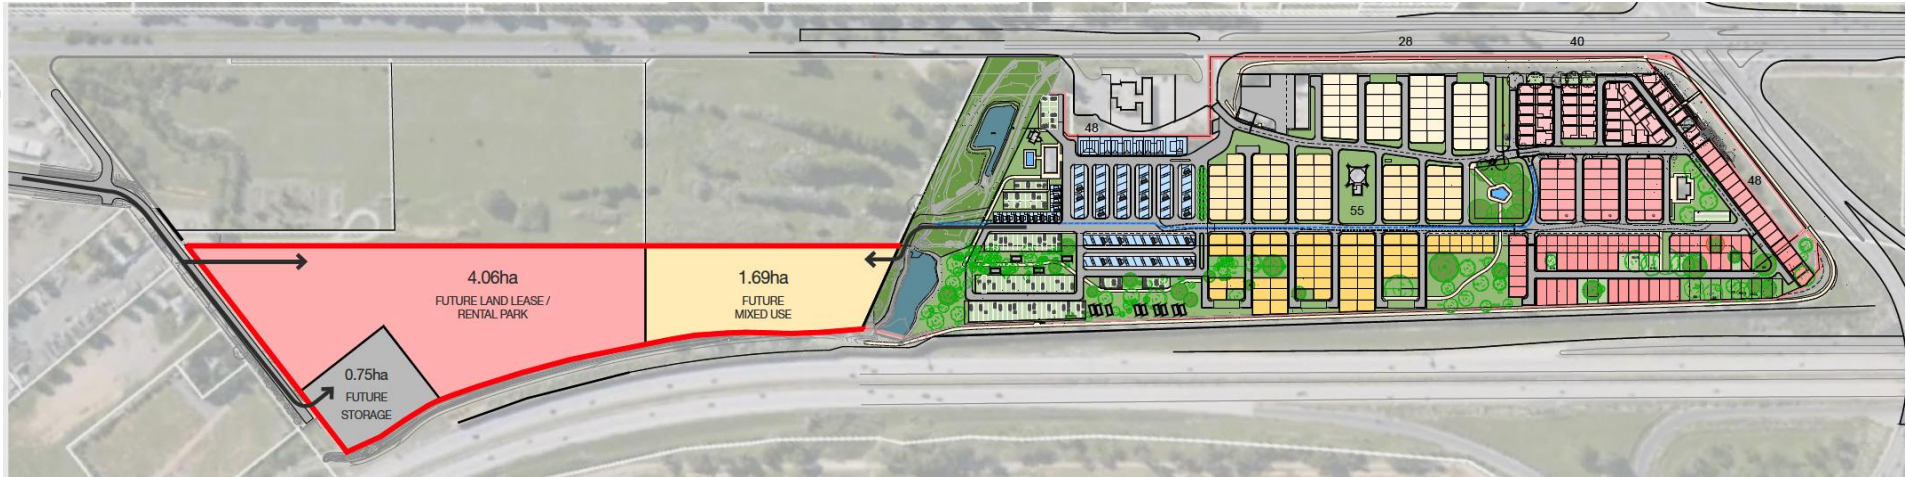 28
40
48
48
55
4.06ha
FUTURE LAND LEASE /
RENTAL PARK
1.69ha
FUTURE
MIXED USE
0.75ha
FUTURE
STORAGE